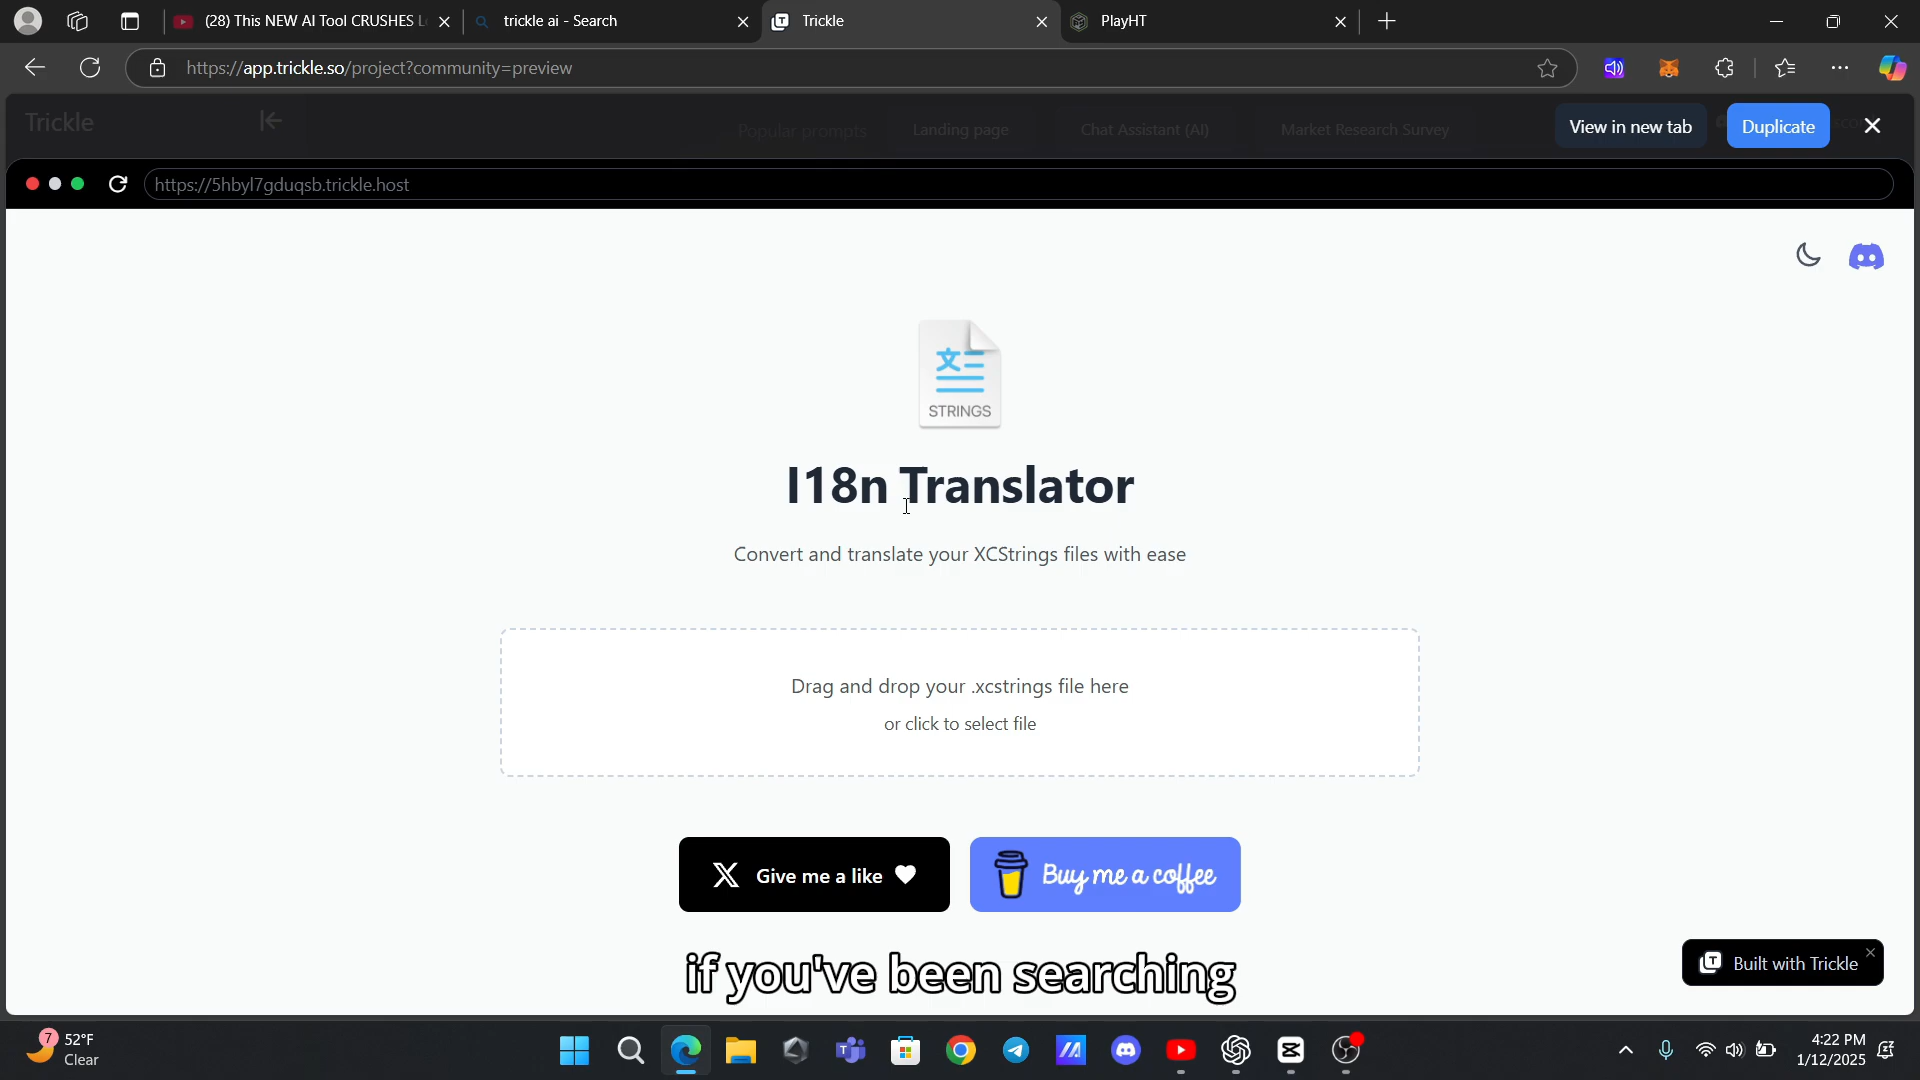 (28) This NEW AI Tool CRUSHES L
trickle ai - Search
Trickle
PlayHT
https://app.trickle.so/project?community=preview
Trickle
Popular prompts
Landing page
Chat Assistant (AI)
Market Research Survey
View in new tab
Duplicate
https://5hbyl7gduqsb.trickle.host
文
STRINGS
I18n Translator
Convert and translate your XCStrings files with ease
Drag and drop your .xcstrings file here
or click to select file
Give me a like
Buy me a coffee
if you've been searching
Built with Trickle
7
52°F
Clear
4:22 PM
1/12/2025